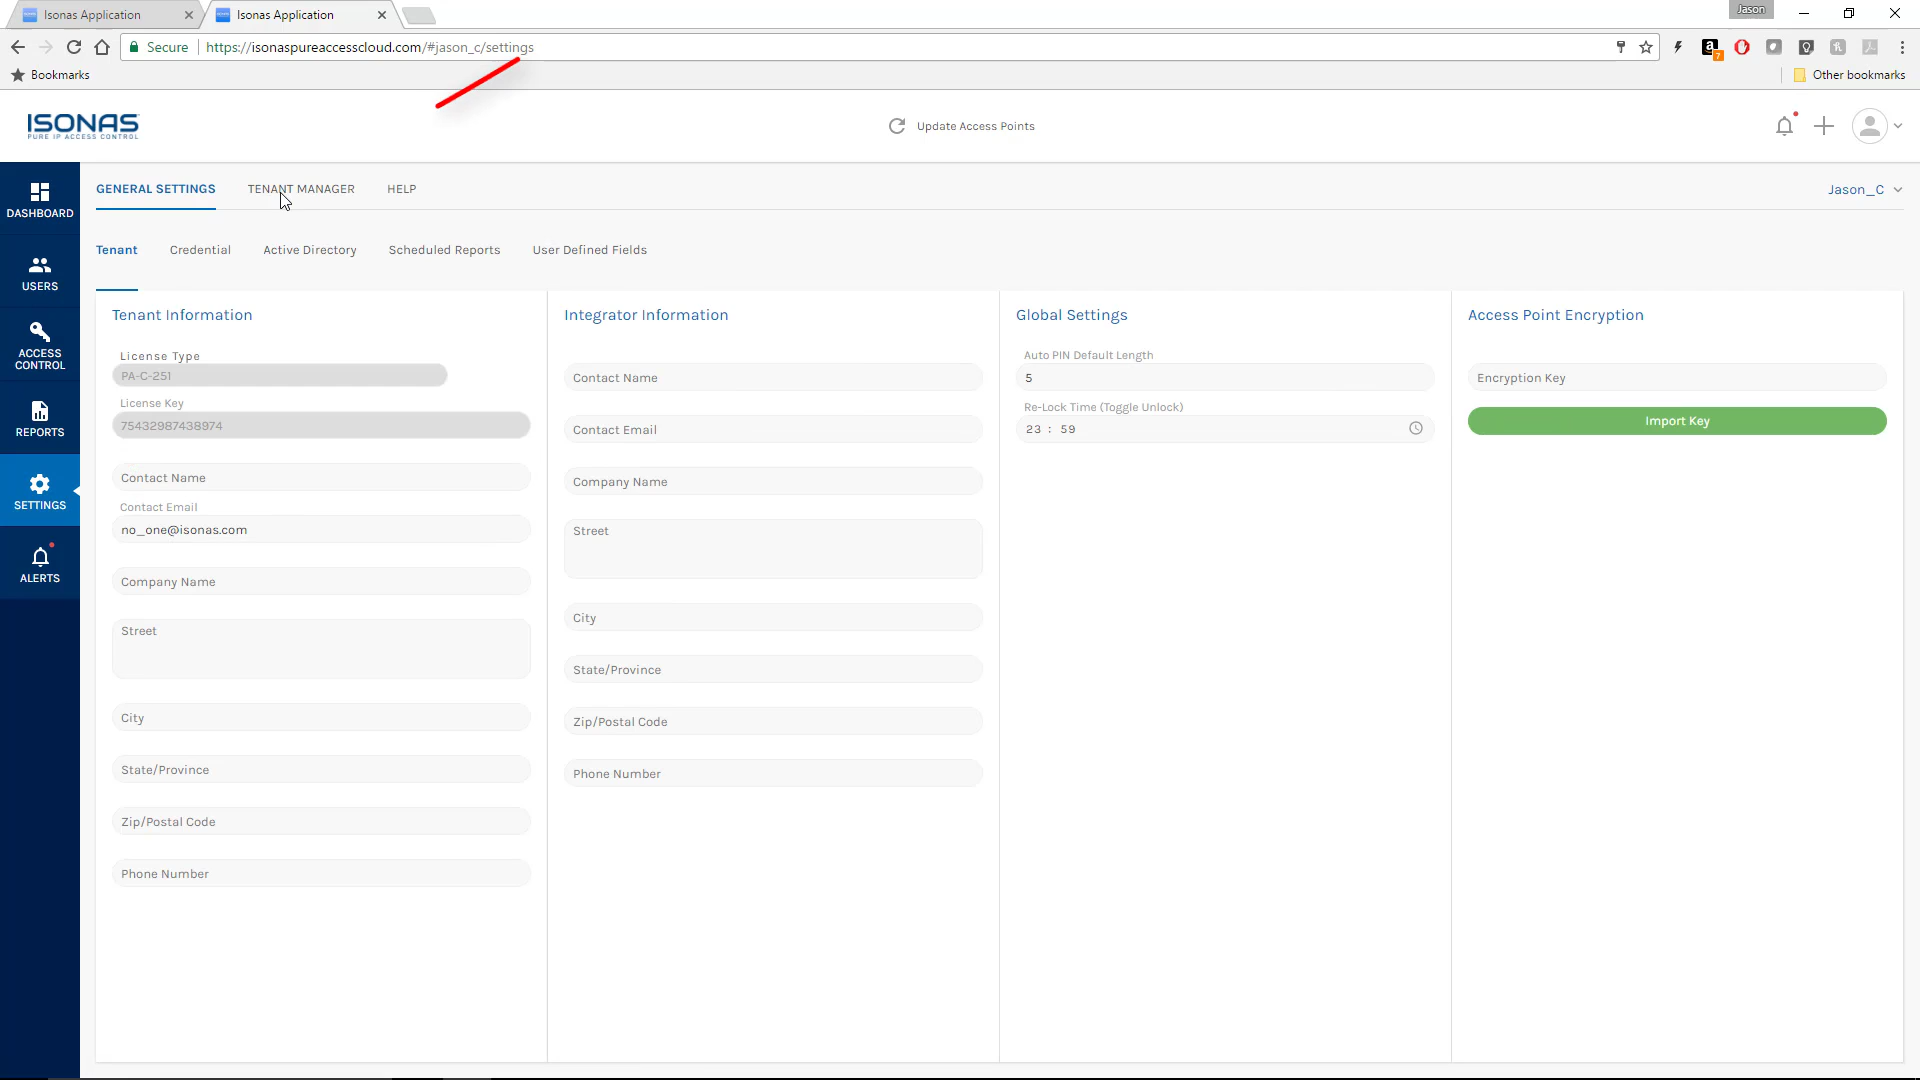 Isonas Application
Isonas Application
Jason
Secure
https://isonaspureaccesscloud.com/#jason_c/settings
7
Bookmarks
Other bookmarks
ISONAS
PURE IP ACCESS CONTROL
Update Access Points
DASHBOARD
USERS
ACCESS
CONTROL
REPORTS
SETTINGS
ALERTS
GENERAL SETTINGS
TENANT MANAGER
HELP
Jason_C
Tenant
Credential
Active Directory
Scheduled Reports
User Defined Fields
Tenant Information
License Type
PA-C-251
License Key
75432987438974
Contact Name
Contact Email
no_one@isonas.com
Company Name
Street
City
State/Province
Zip/Postal Code
Phone Number
Integrator Information
Contact Name
Contact Email
Company Name
Street
City
State/Province
Zip/Postal Code
Phone Number
Global Settings
Auto PIN Default Length
5
Re-Lock Time (Toggle Unlock)
23 : 59
Access Point Encryption
Encryption Key
Import Key